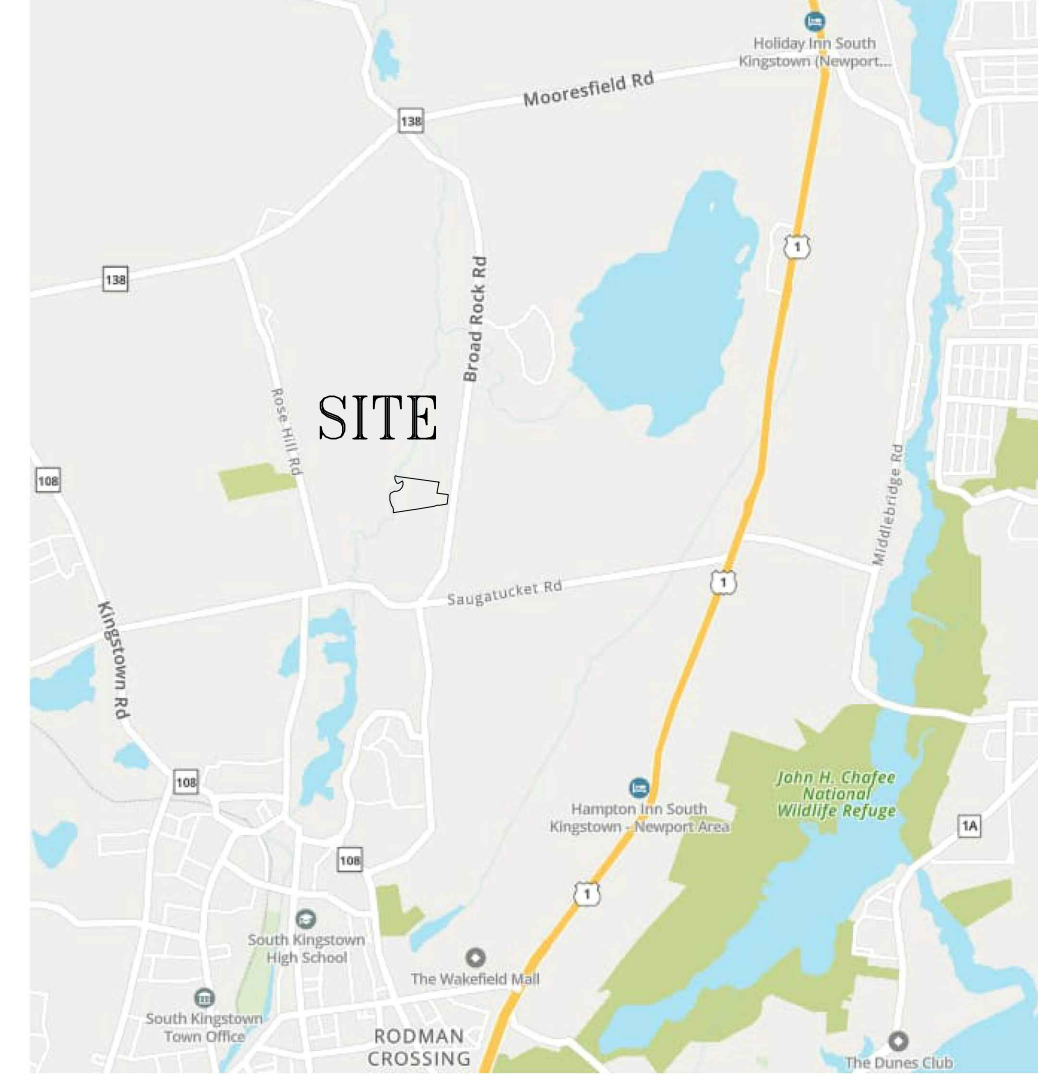 Holiday Inn South
Kingstown (Newport...
Mooresfield Rd
138
1
138
Broad Rock Rd
Rose Hill Rd
SITE
108
Middlebridge Rd
1
Saugatucket Rd
Kingstown Rd
108
John H. Chafee
National
Wildlife Refuge
Hampton Inn South
Kingstown - Newport Area
1A
108
1
South Kingstown
High School
The Wakefield Mall
South Kingstown
Town Office
RODMAN
CROSSING
The Dunes Club